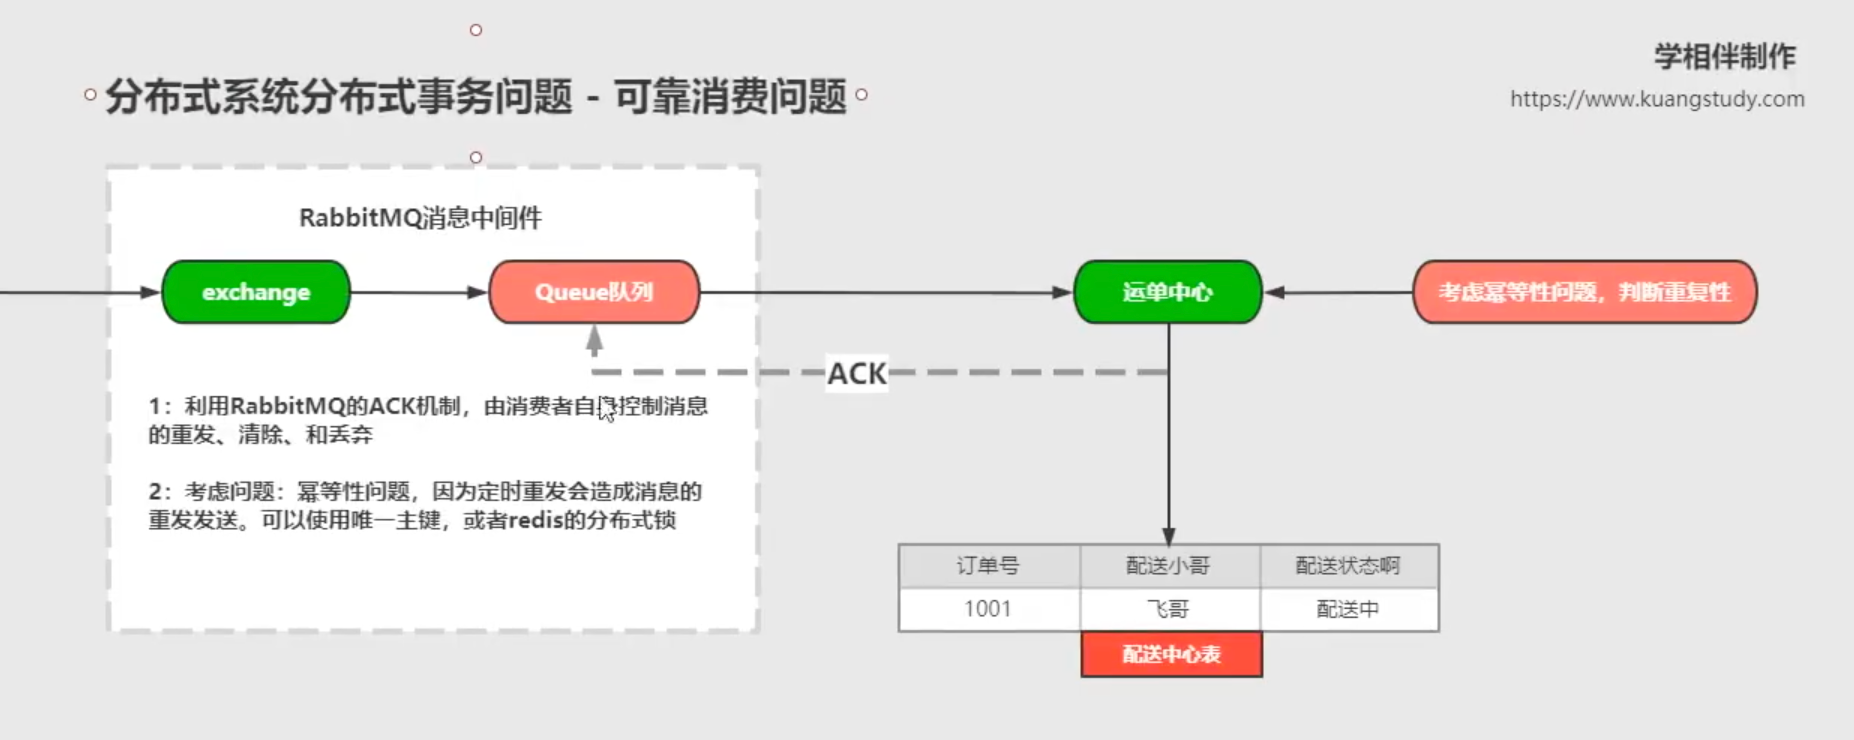 学相伴制作
https://www.kuangstudy.com
分布式系统分布式事务问题 - 可靠消费问题
RabbitMQ消息中间件
exchange
Queue队列
运单中心
考虑幂等性问题，判断重复性
ACK
1：利用RabbitMQ的ACK机制，由消费者自身控制消息
的重发、清除、和丢弃
2：考虑问题：幂等性问题，因为定时重发会造成消息的
重发发送。可以使用唯一主键，或者redis的分布式锁
订单号 配送小哥 配送状态啊
1001 飞哥 配送中
配送中心表